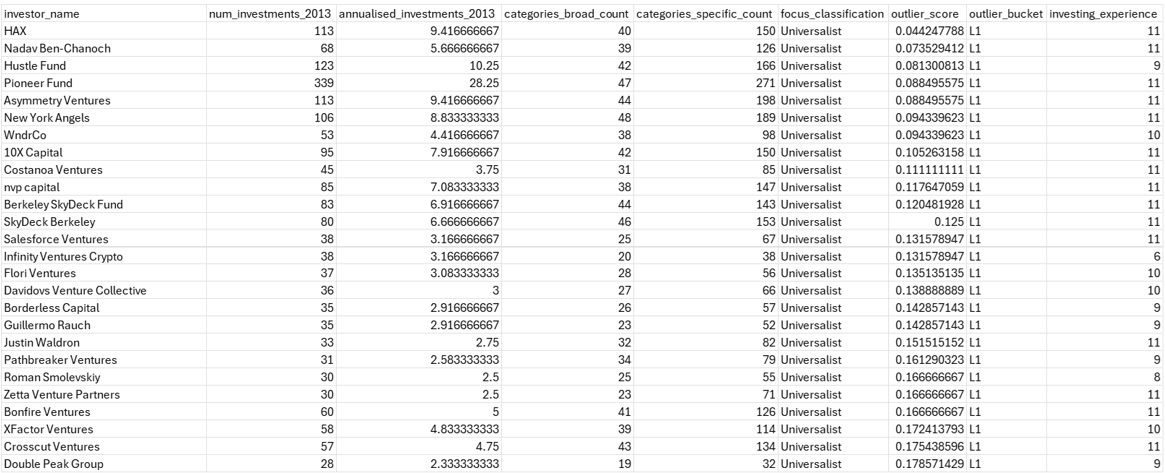 investor_name num_investments_2013 annualised_investments_2013 categories_broad_count categories_specific_count focus_classification outlier_score outlier_bucket investing_experience
HAX 113 9.416666667 40 150 Universalist 0.044247788 L1 11
Nadav Ben-Chanoch 68 5.666666667 39 126 Universalist 0.073529412 L1 11
Hustle Fund 123 10.25 42 166 Universalist 0.081300813 L1 9
Pioneer Fund 339 28.25 47 271 Universalist 0.088495575 L1 11
Asymmetry Ventures 113 9.416666667 44 198 Universalist 0.088495575 L1 11
New York Angels 106 8.833333333 48 189 Universalist 0.094339623 L1 11
WndrCo 53 4.416666667 38 98 Universalist 0.094339623 L1 10
10X Capital 95 7.916666667 42 150 Universalist 0.105263158 L1 11
Costanoa Ventures 45 3.75 31 85 Universalist 0.111111111 L1 11
nvp capital 85 7.083333333 38 147 Universalist 0.117647059 L1 11
Berkeley SkyDeck Fund 83 6.916666667 44 143 Universalist 0.120481928 L1 11
SkyDeck Berkeley 80 6.666666667 46 153 Universalist 0.125 L1 11
Salesforce Ventures 38 3.166666667 25 67 Universalist 0.131578947 L1 11
Infinity Ventures Crypto 38 3.166666667 20 38 Universalist 0.131578947 L1 6
Flori Ventures 37 3.083333333 28 56 Universalist 0.135135135 L1 10
Davidovs Venture Collective 36 3 27 66 Universalist 0.138888889 L1 10
Borderless Capital 35 2.916666667 26 57 Universalist 0.142857143 L1 9
Guillermo Rauch 35 2.916666667 23 52 Universalist 0.142857143 L1 9
Justin Waldron 33 2.75 32 82 Universalist 0.151515152 L1 11
Pathbreaker Ventures 31 2.583333333 34 79 Universalist 0.161290323 L1 9
Roman Smolevskiy 30 2.5 25 55 Universalist 0.166666667 L1 8
Zetta Venture Partners 30 2.5 23 71 Universalist 0.166666667 L1 11
Bonfire Ventures 60 5 41 126 Universalist 0.166666667 L1 11
XFactor Ventures 58 4.833333333 39 114 Universalist 0.172413793 L1 10
Crosscut Ventures 57 4.75 43 134 Universalist 0.175438596 L1 11
Double Peak Group 28 2.333333333 19 32 Universalist 0.178571429 L1 9